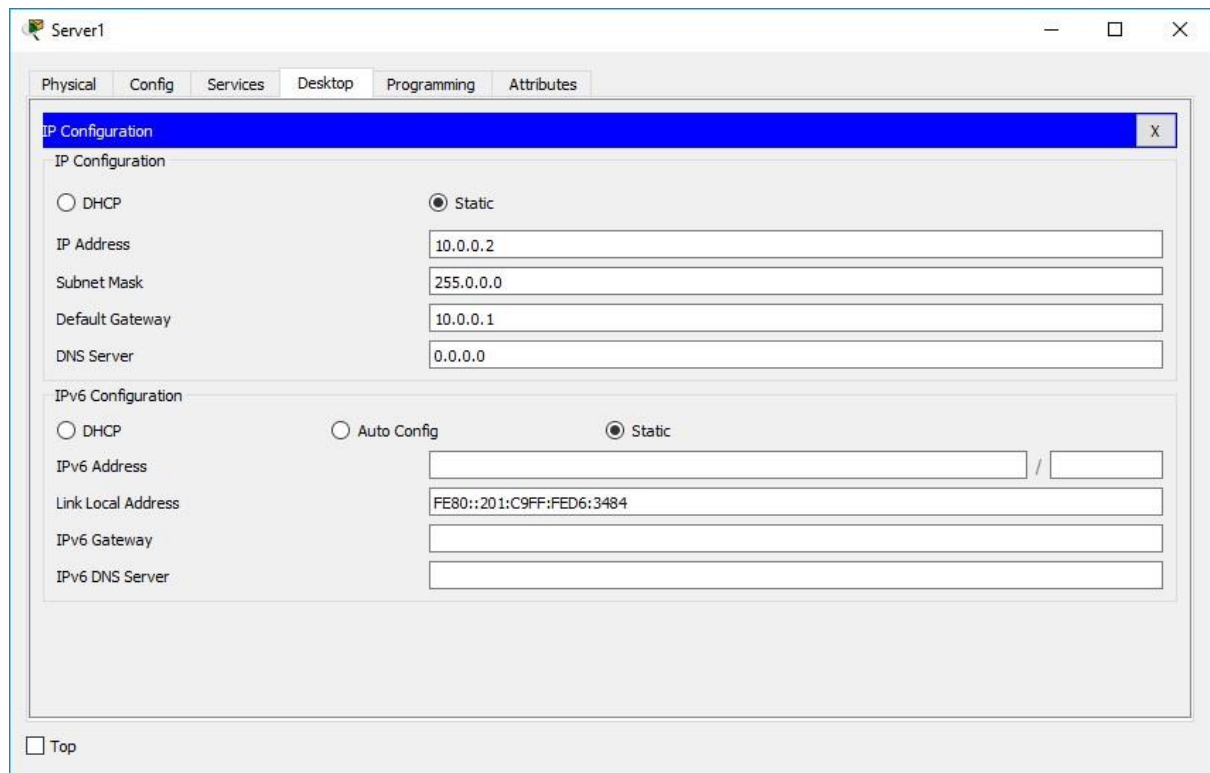 Server1
Physical Config Services Desktop Programming Attributes
IP Configuration X
IP Configuration
DHCP Static
IP Address 10.0.0.2
Subnet Mask 255.0.0.0
Default Gateway 10.0.0.1
DNS Server 0.0.0.0
IPv6 Configuration
DHCP Auto Config Static
IPv6 Address /
Link Local Address FE80::201:C9FF:FED6:3484
IPv6 Gateway
IPv6 DNS Server
Top